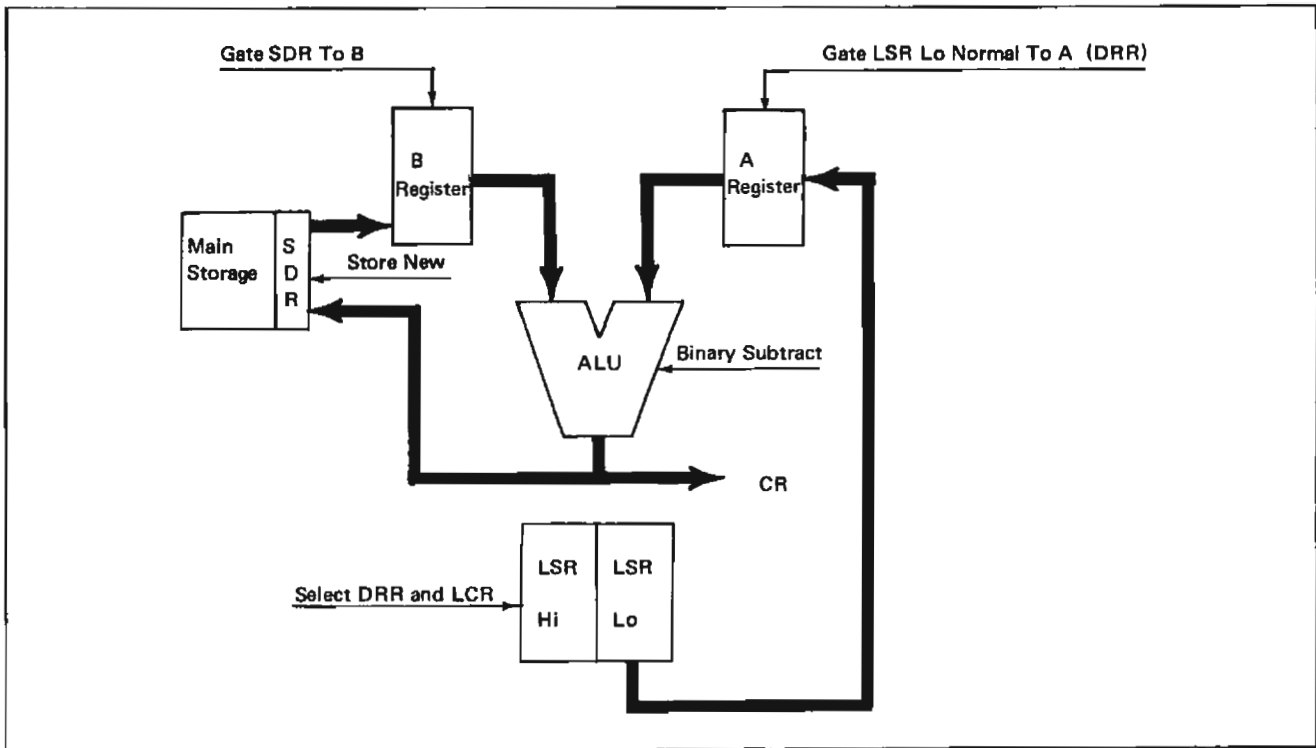 Gate SDR To B
Gate LSR Lo Normal To A (DRR)
B
Register
A
Register
Main
Storage
S
D
R
Store New
ALU
Binary Subtract
CR
LSR
Hi
LSR
Lo
Select DRR and LCR